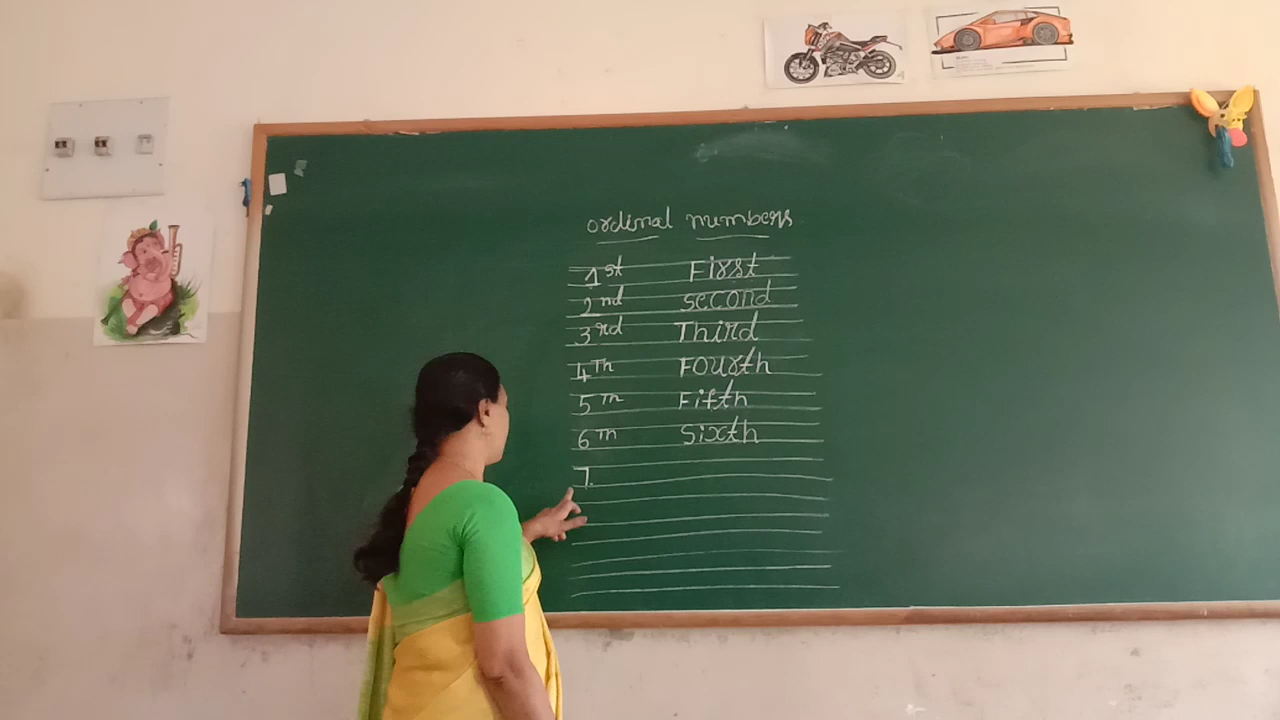 ordinal numbers
1st First
2nd second
3rd Third
4Th Fourth
5Th Fifth
6Th Sixth
7.